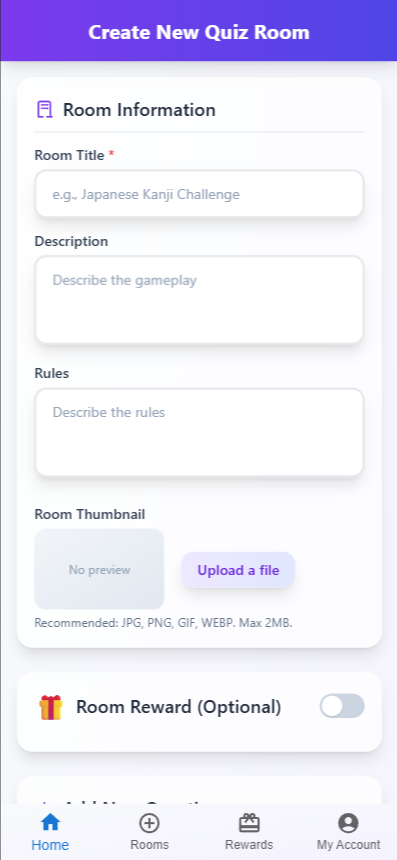 Create New Quiz Room
Room Information
Room Title *
e.g., Japanese Kanji Challenge
Description
Describe the gameplay
Rules
Describe the rules
Room Thumbnail
No preview
Upload a file
Recommended: JPG, PNG, GIF, WEBP. Max 2MB.
Room Reward (Optional)
Add New
Home
Rooms
Rewards
My Account